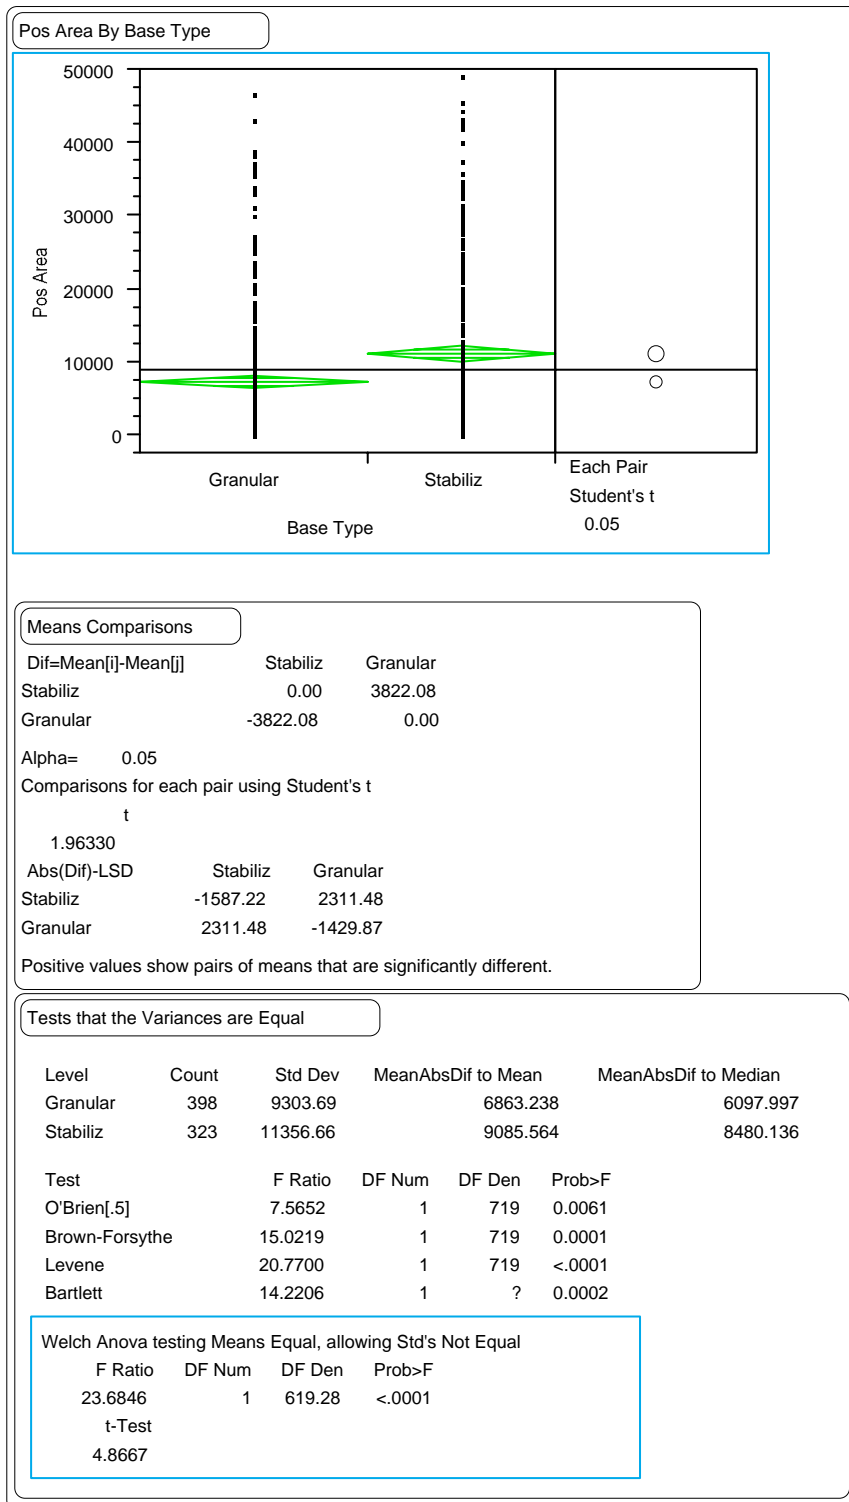 Pos Area By Base Type
50000
40000
30000
20000
10000
0
Pos Area
Granular Stabiliz
Base Type
Each Pair
Student's t
0.05
Means Comparisons
Dif=Mean[i]-Mean[j] Stabiliz Granular
Stabiliz 0.00 3822.08
Granular -3822.08 0.00
Alpha= 0.05
Comparisons for each pair using Student's t
t
1.96330
Abs(Dif)-LSD Stabiliz Granular
Stabiliz -1587.22 2311.48
Granular 2311.48 -1429.87
Positive values show pairs of means that are significantly different.
Tests that the Variances are Equal
Level Count Std Dev MeanAbsDif to Mean MeanAbsDif to Median
Granular 398 9303.69 6863.238 6097.997
Stabiliz 323 11356.66 9085.564 8480.136
Test F Ratio DF Num DF Den Prob>F
O'Brien[.5] 7.5652 1 719 0.0061
Brown-Forsythe 15.0219 1 719 0.0001
Levene 20.7700 1 719 <.0001
Bartlett 14.2206 1 ? 0.0002
Welch Anova testing Means Equal, allowing Std's Not Equal
F Ratio DF Num DF Den Prob>F
23.6846 1 619.28 <.0001
t-Test
4.8667